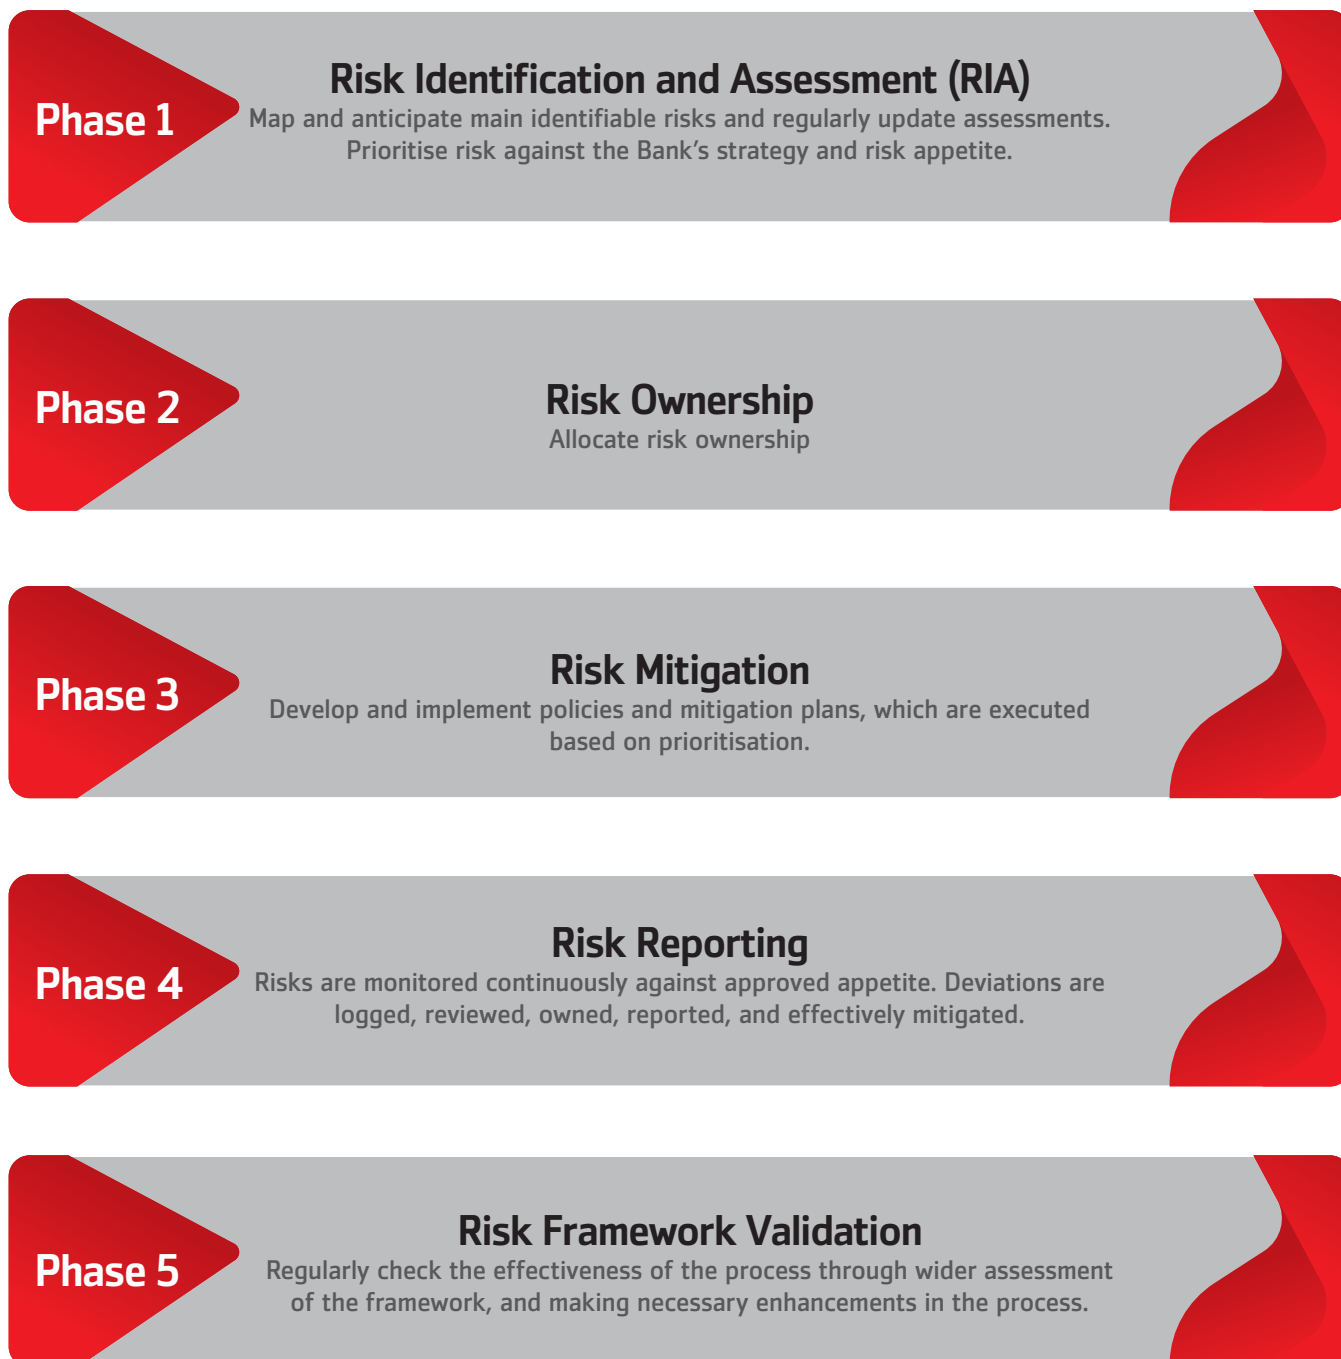 Phase 1
Risk Identification and Assessment (RIA)
Map and anticipate main identifiable risks and regularly update assessments.
Prioritise risk against the Bank's strategy and risk appetite.
Phase 2
Risk Ownership
Allocate risk ownership
Phase 3
Risk Mitigation
Develop and implement policies and mitigation plans, which are executed
based on prioritisation.
Phase 4
Risk Reporting
Risks are monitored continuously against approved appetite. Deviations are
logged, reviewed, owned, reported, and effectively mitigated.
Phase 5
Risk Framework Validation
Regularly check the effectiveness of the process through wider assessment
of the framework, and making necessary enhancements in the process.